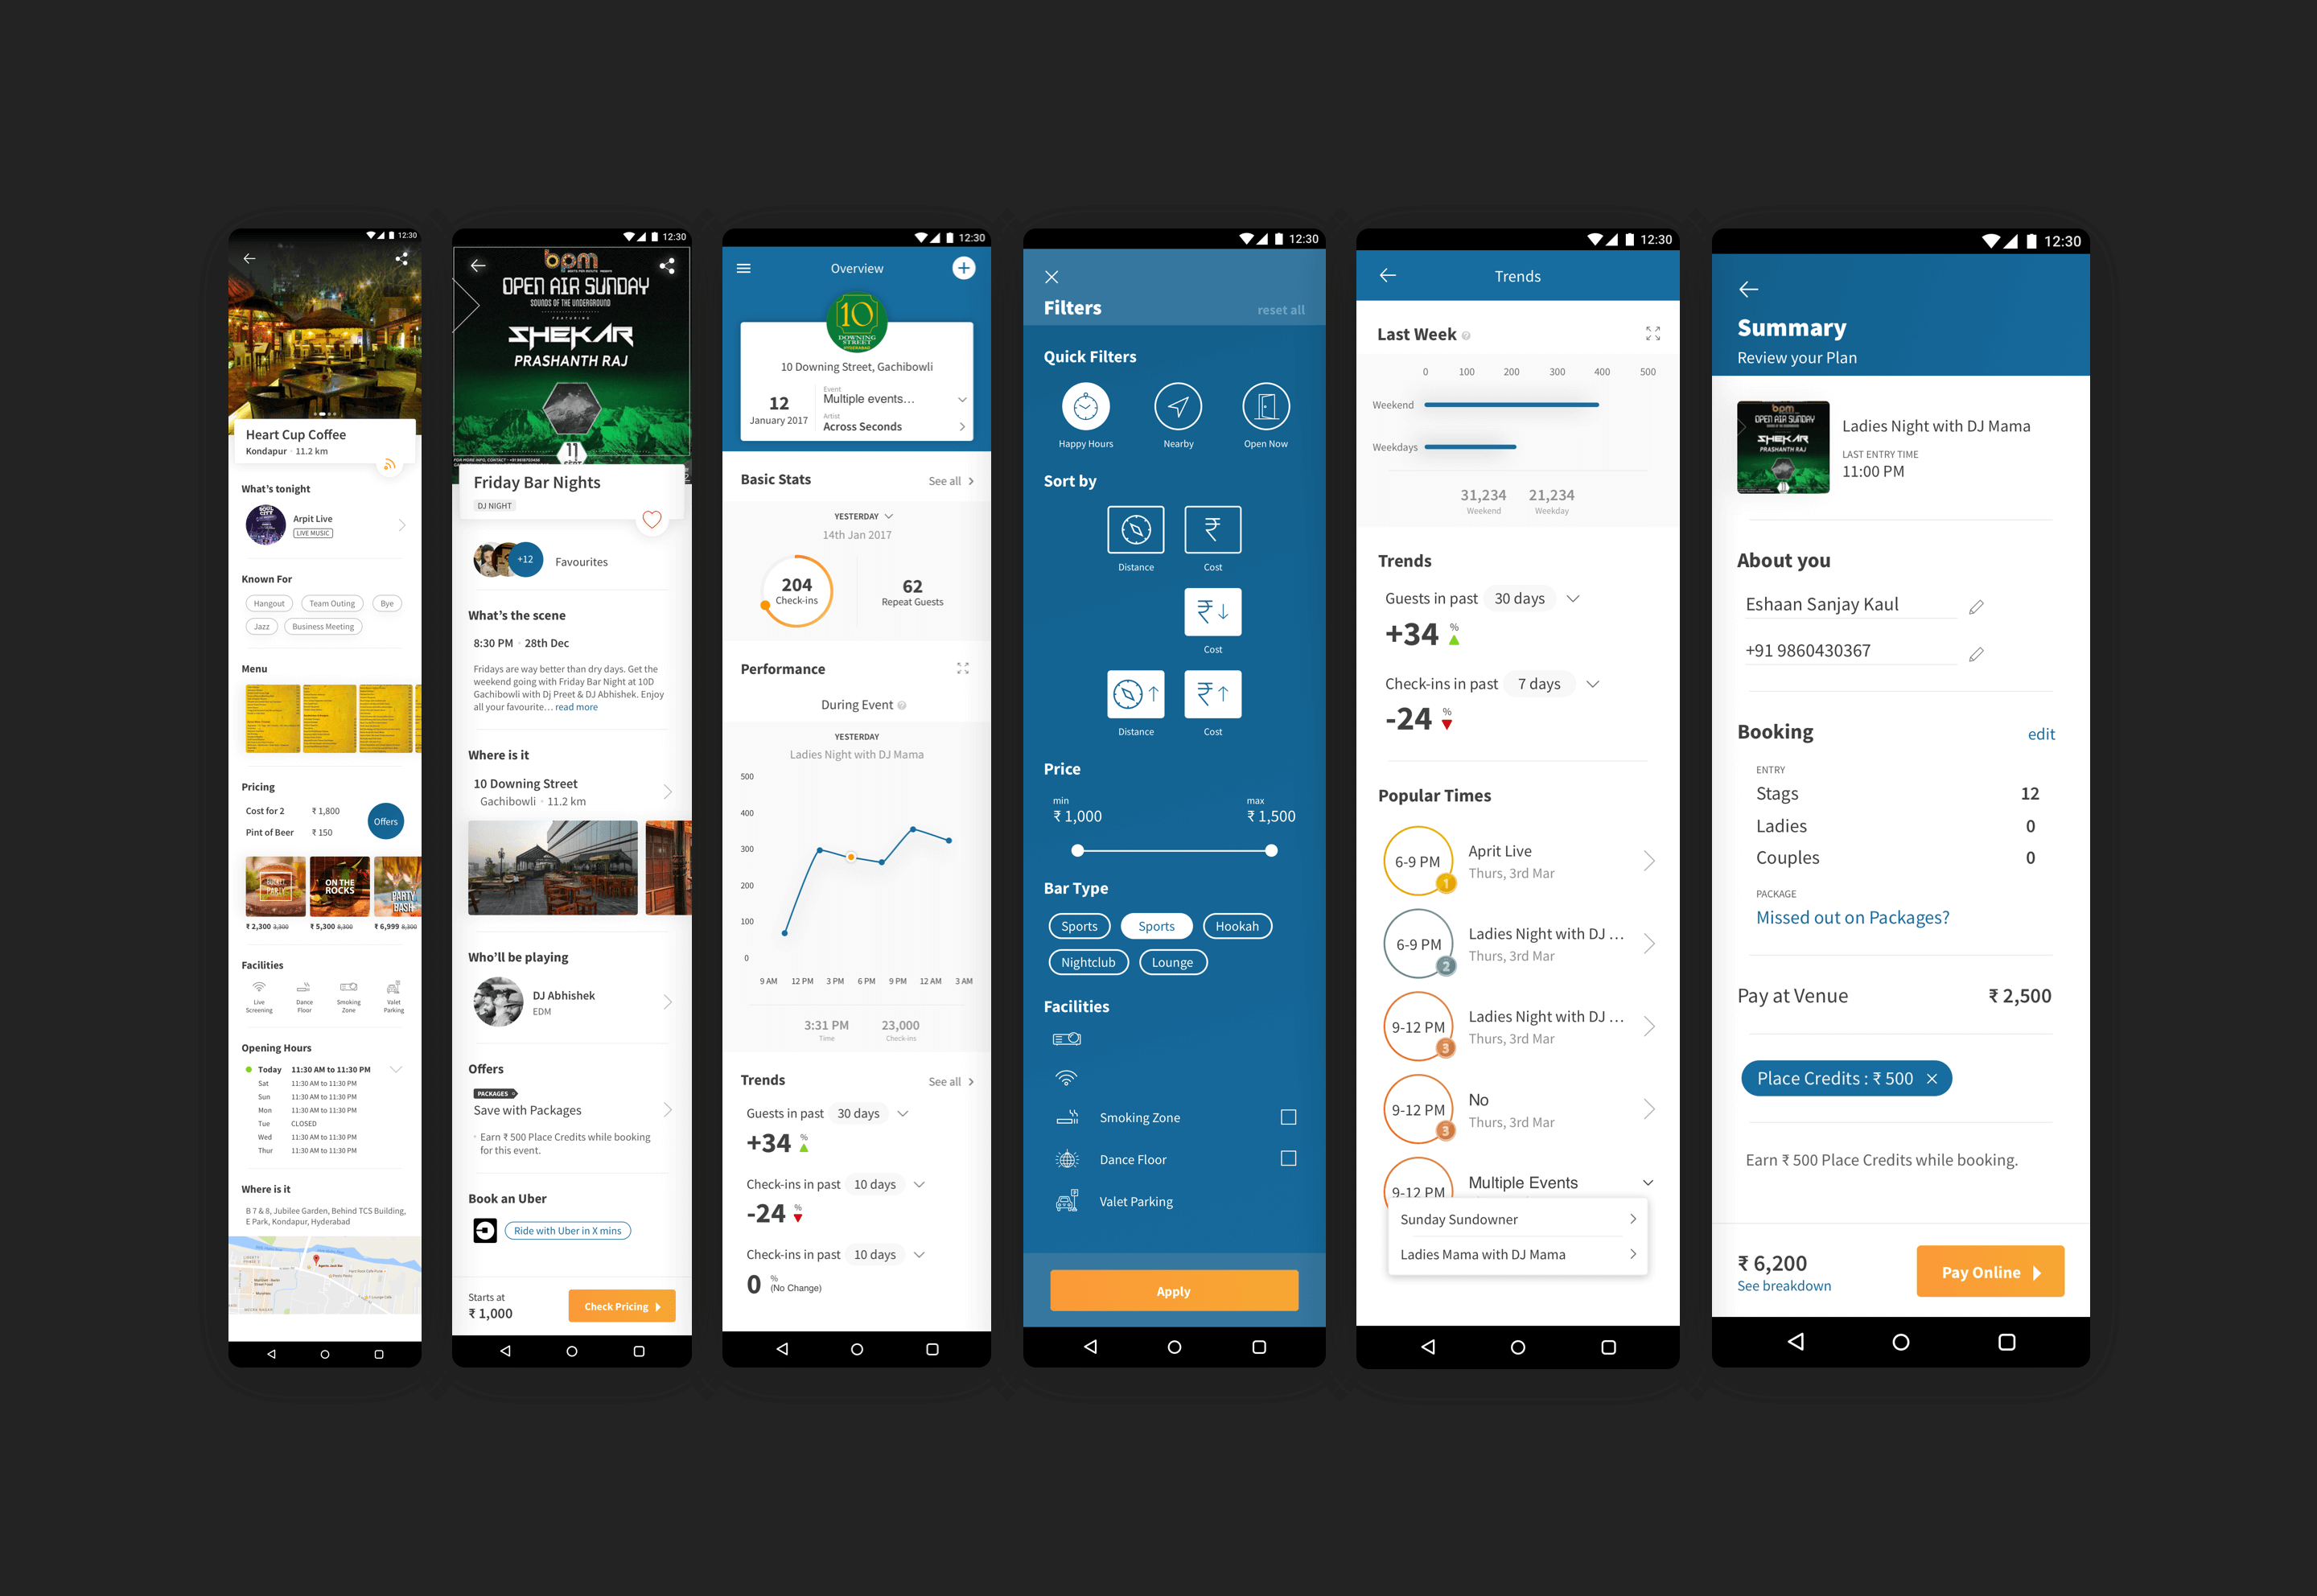 12:30
Heart Cup Coffee
Kondapur · 11.2 km
What's tonight
Arpit Live
LIVE MUSIC
Known For
Hangout Team Outing Bye
Jazz Business Meeting
Menu
Pricing
Cost for 2 ₹ 1,800
Pint of Beer ₹ 150
Offers
ON THE
ROCKS
PARTY
BASH
₹ 2,300 3,300 ₹ 5,300 8,300 ₹ 6,999 8,300
Facilities
Live
Screening
Dance
Floor
Smoking
Zone
Valet
Parking
Opening Hours
Today 11:30 AM to 11:30 PM
Sat 11:30 AM to 11:30 PM
Sun 11:30 AM to 11:30 PM
Mon 11:30 AM to 11:30 PM
Tue CLOSED
Wed 11:30 AM to 11:30 PM
Thur 11:30 AM to 11:30 PM
Where is it
B 7 & 8, Jubilee Garden, Behind TCS Building,
E Park, Kondapur, Hyderabad
12:30
bpm
OPEN AIR SUNDAY
SOUNDS OF THE UNDERGROUND
FEATURING
SHEKAR
PRASHANTH RAJ
11
Friday Bar Nights
DJ NIGHT
+12
Favourites
What's the scene
8:30 PM · 28th Dec
Fridays are way better than dry days. Get the
weekend going with Friday Bar Night at 10D
Gachibowli with Dj Preet & DJ Abhishek. Enjoy
all your favourite... read more
Where is it
10 Downing Street
Gachibowli · 11.2 km
Who'll be playing
DJ Abhishek
EDM
Offers
PACKAGES
Save with Packages
· Earn ₹ 500 Place Credits while booking
for this event.
Book an Uber
Ride with Uber in X mins
Starts at
₹ 1,000
Check Pricing
12:30
Overview
10
DOWNING
STREET
HYDERABAD
10 Downing Street, Gachibowli
12
January 2017
Event
Multiple events...
Artist
Across Seconds
Basic Stats
See all
YESTERDAY
14th Jan 2017
204
Check-ins
62
Repeat Guests
Performance
During Event
YESTERDAY
Ladies Night with DJ Mama
500
400
300
200
100
0
9 AM 12 PM 3 PM 6 PM 9 PM 12 AM 3 AM
3:31 PM
Time
23,000
Check-ins
Trends
See all
Guests in past 30 days
+34 %
Check-ins in past 10 days
-24 %
Check-ins in past 10 days
0 %
(No Change)
12:30
Filters
reset all
Quick Filters
Happy Hours Nearby Open Now
Sort by
Distance Cost
Cost
Distance Cost
Price
min
₹ 1,000
max
₹ 1,500
Bar Type
Sports Sports Hookah
Nightclub Lounge
Facilities
Smoking Zone
Dance Floor
Valet Parking
Apply
12:30
Trends
Last Week
0 100 200 300 400 500
Weekend
Weekdays
31,234
Weekend
21,234
Weekday
Trends
Guests in past 30 days
+34 %
Check-ins in past 7 days
-24 %
Popular Times
6-9 PM
1
Aprit Live
Thurs, 3rd Mar
6-9 PM
2
Ladies Night with DJ ...
Thurs, 3rd Mar
9-12 PM
3
Ladies Night with DJ ...
Thurs, 3rd Mar
9-12 PM
3
No
Thurs, 3rd Mar
9-12 PM
Multiple Events
Sunday Sundowner
Ladies Mama with DJ Mama
12:30
Summary
Review your Plan
bpm
OPEN AIR SUNDAY
SHEKAR
PRASHANTH RAJ
11
Ladies Night with DJ Mama
LAST ENTRY TIME
11:00 PM
About you
Eshaan Sanjay Kaul
+91 9860430367
Booking
edit
ENTRY
Stags 12
Ladies 0
Couples 0
PACKAGE
Missed out on Packages?
Pay at Venue ₹ 2,500
Place Credits : ₹ 500 ×
Earn ₹ 500 Place Credits while booking.
₹ 6,200
See breakdown
Pay Online